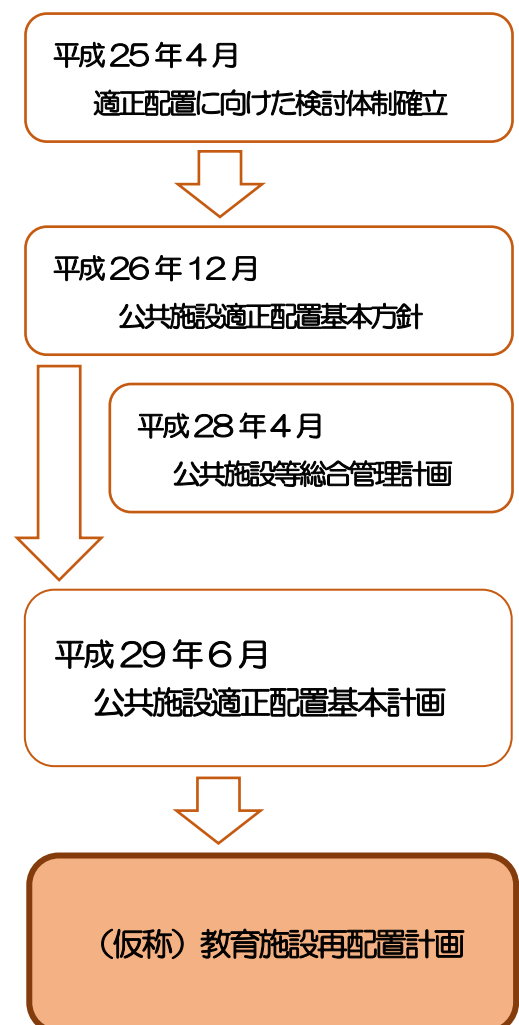 平成25年4月
適正配置に向けた検討体制確立
平成26年12月
公共施設適正配置基本方針
平成28年4月
公共施設等総合管理計画
平成29年6月
公共施設適正配置基本計画
（仮称）教育施設再配置計画